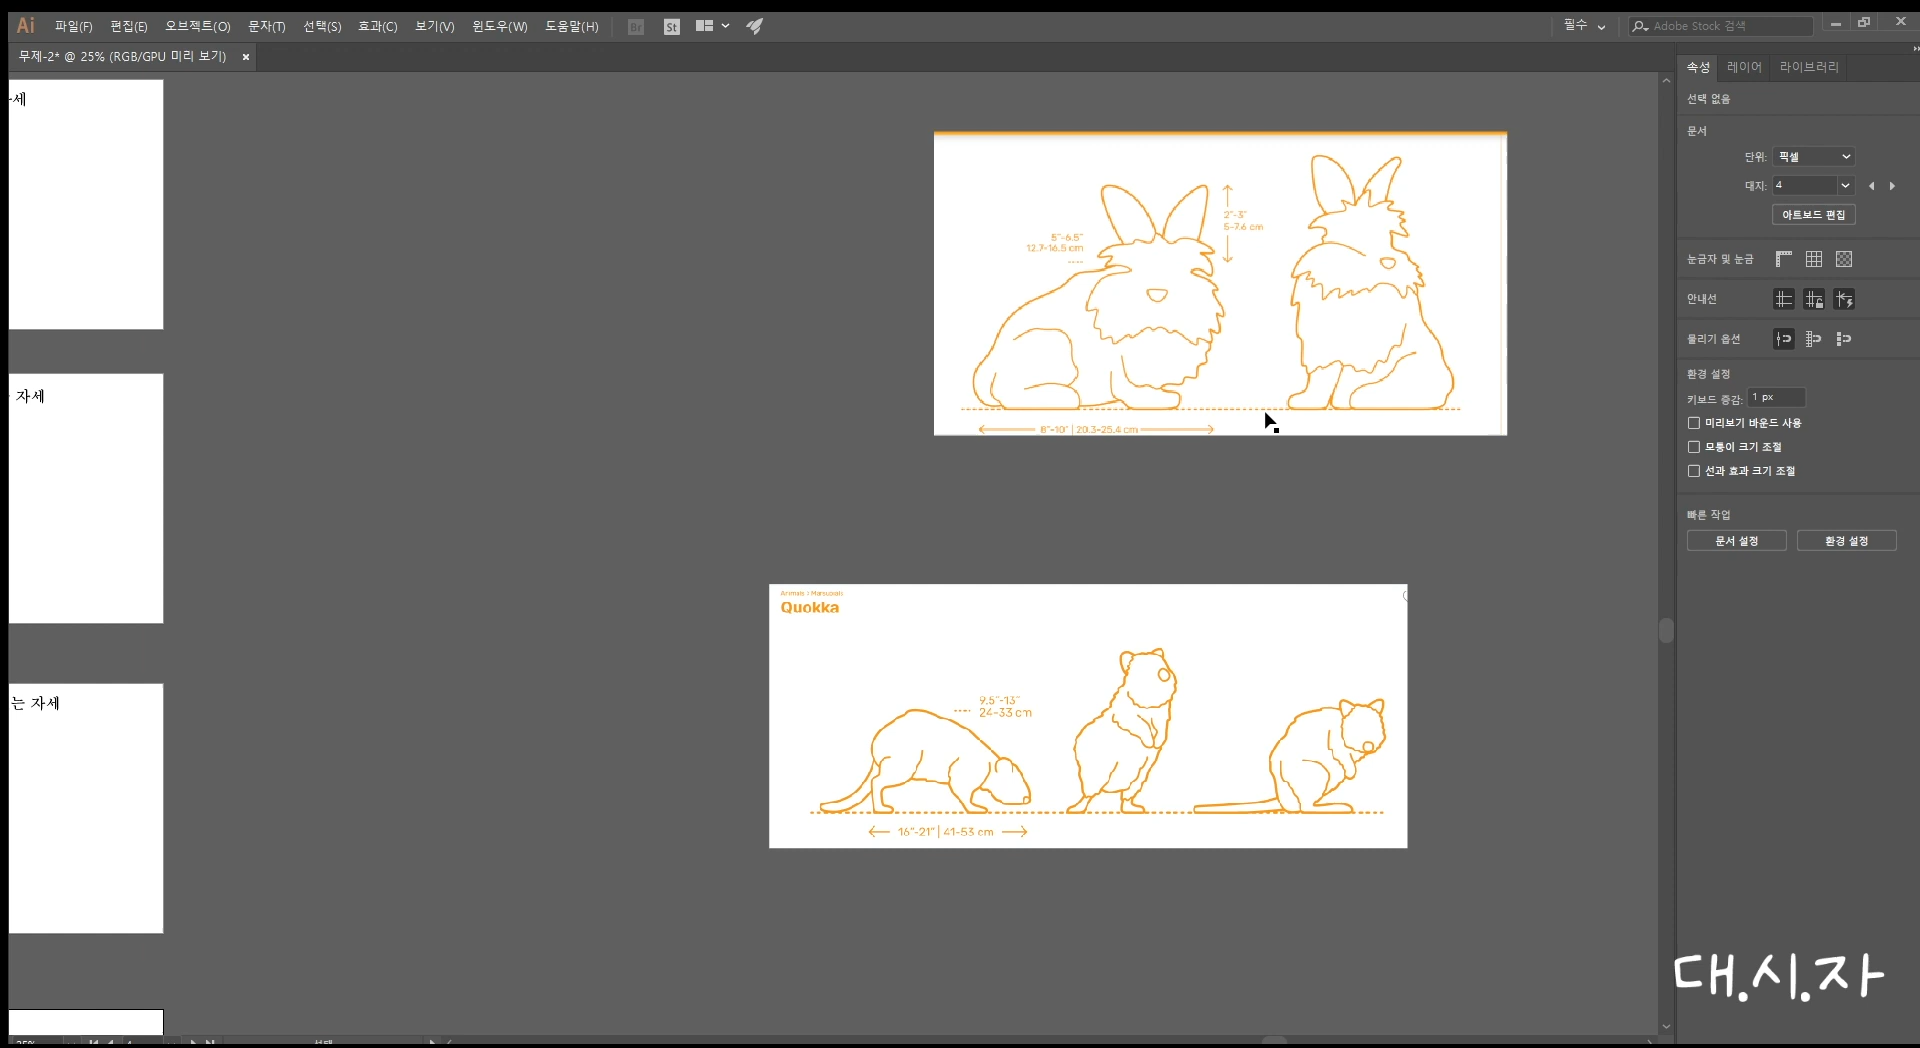 Ai 파일(F) 편집(E) 오브젝트(O) 문자(T) 선택(S) 효과(C) 보기(V) 윈도우(W) 도움말(H) Br St 필수 Adobe Stock 검색
무제-2* @ 25% (RGB/GPU 미리 보기) ×
속성 레이어 라이브러리
선택 없음
문서
단위: 픽셀
대지: 4
아트보드 편집
눈금자 및 눈금
안내선
물리기 옵션
환경 설정
키보드 증감: 1 px
미리보기 바운드 사용
모퉁이 크기 조절
선과 효과 크기 조절
빠른 작업
문서 설정 환경 설정
자세
는 자세
2"-3"
5-7.6 cm
5"-6.5"
12.7-16.5 cm
8"-10" | 20.3-25.4 cm
Animals > Marsupials
Quokka
9.5"-13"
24-33 cm
16"-21" | 41-53 cm
대.시.자